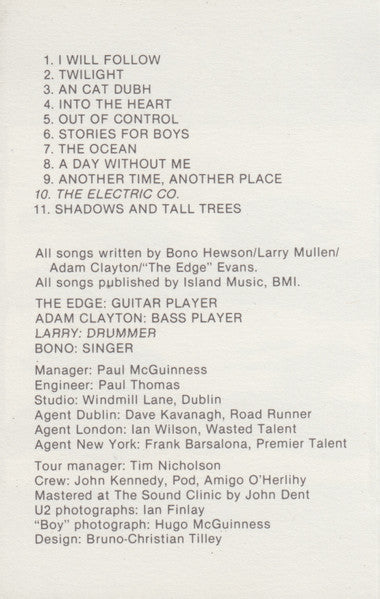 1. I WILL FOLLOW
2. TWILIGHT
3. AN CAT DUBH
4. INTO THE HEART
5. OUT OF CONTROL
6. STORIES FOR BOYS
7. THE OCEAN
8. A DAY WITHOUT ME
9. ANOTHER TIME, ANOTHER PLACE
10. THE ELECTRIC CO.
11. SHADOWS AND TALL TREES
All songs written by Bono Hewson/Larry Mullen/
Adam Clayton/"The Edge" Evans.
All songs published by Island Music, BMI.
THE EDGE: GUITAR PLAYER
ADAM CLAYTON: BASS PLAYER
LARRY: DRUMMER
BONO: SINGER
Manager: Paul McGuinness
Engineer: Paul Thomas
Studio: Windmill Lane, Dublin
Agent Dublin: Dave Kavanagh, Road Runner
Agent London: Ian Wilson, Wasted Talent
Agent New York: Frank Barsalona, Premier Talent
Tour manager: Tim Nicholson
Crew: John Kennedy, Pod, Amigo O'Herlihy
Mastered at The Sound Clinic by John Dent
U2 photographs: Ian Finlay
"Boy" photograph: Hugo McGuinness
Design: Bruno-Christian Tilley